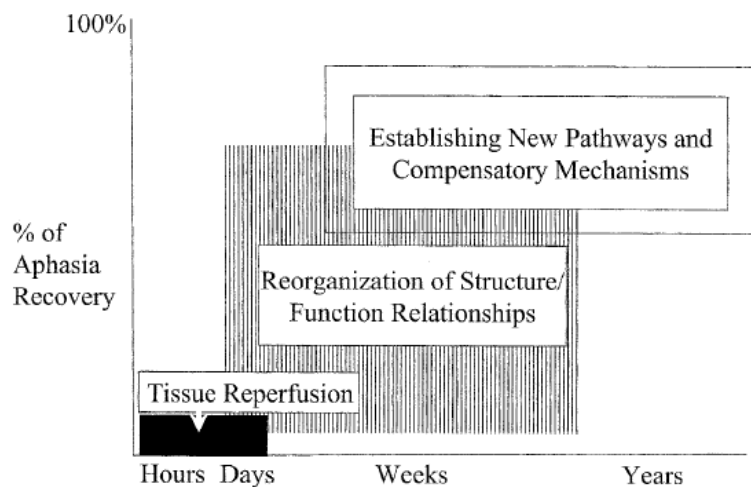 100%
Establishing New Pathways and
Compensatory Mechanisms
% of
Aphasia
Recovery
Reorganization of Structure/
Function Relationships
Tissue Reperfusion
Hours Days Weeks Years